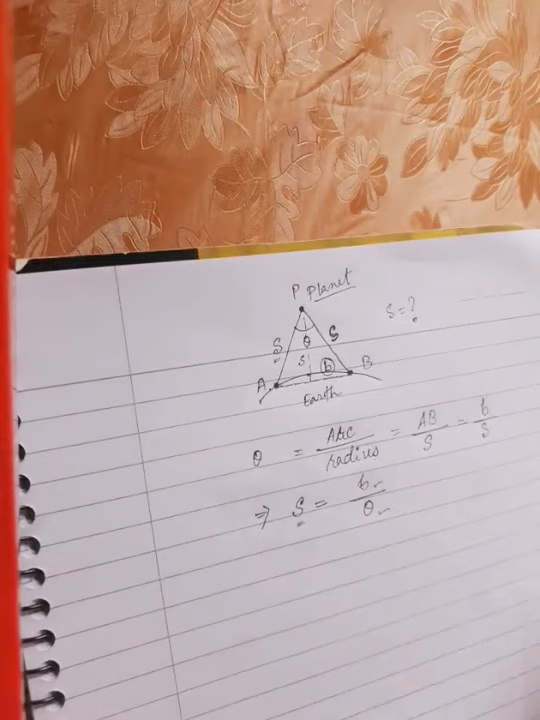 P Planet
S = ?
S θ S
S
A b B
Earth
θ = ARC / radius = AB / S = b / S
⇒ S = b / θ